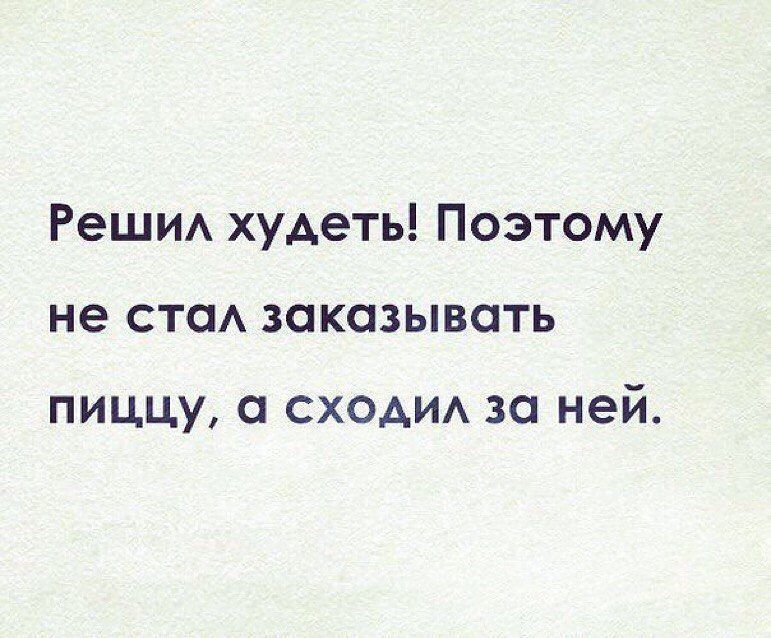 Решил худеть! Поэтому
не стал заказывать
пиццу, а сходил за ней.